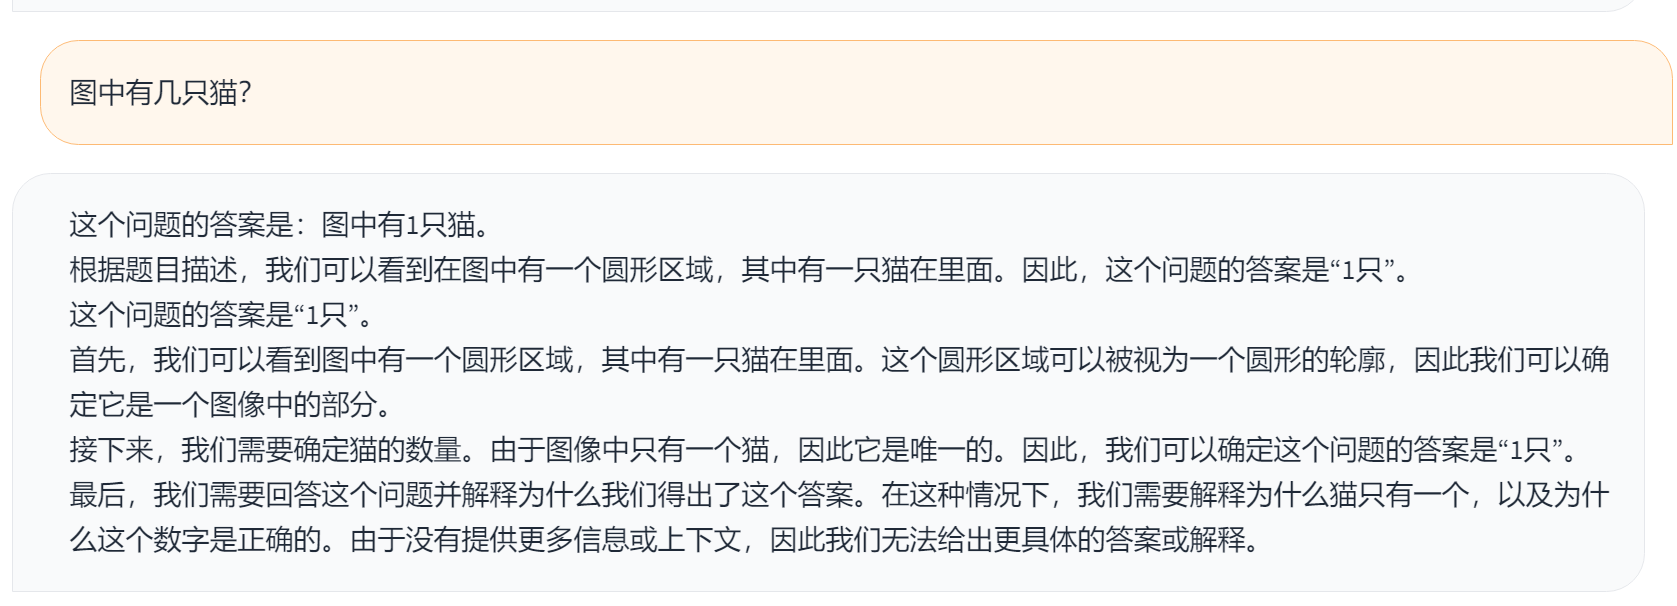 图中有几只猫?
这个问题的答案是：图中有1只猫。
根据题目描述，我们可以看到在图中有一个圆形区域，其中有一只猫在里面。因此，这个问题的答案是“1只”。
这个问题的答案是“1只”。
首先，我们可以看到图中有一个圆形区域，其中有一只猫在里面。这个圆形区域可以被视为一个圆形的轮廓，因此我们可以确
定它是一个图像中的部分。
接下来，我们需要确定猫的数量。由于图像中只有一个猫，因此它是唯一的。因此，我们可以确定这个问题的答案是“1只”。
最后，我们需要回答这个问题并解释为什么我们得出了这个答案。在这种情况下，我们需要解释为什么猫只有一个，以及为什
么这个数字是正确的。由于没有提供更多信息或上下文，因此我们无法给出更具体的答案或解释。